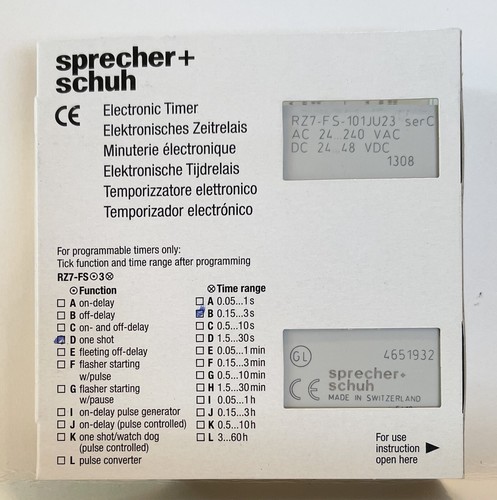 sprecher+
schuh
CE
Electronic Timer
Elektronisches Zeitrelais
Minuterie électronique
Elektronische Tijdrelais
Temporizzatore elettronico
Temporizador electrónico
RZ7-FS-101JU23 serC
AC 24...240 VAC
DC 24...48 VDC
1308
For programmable timers only:
Tick function and time range after programming
RZ7-FS⊙3⊗
⊙Function
☐ A on-delay
☐ B off-delay
☐ C on- and off-delay
☑ D one shot
☐ E fleeting off-delay
☐ F flasher starting
w/pulse
☐ G flasher starting
w/pause
☐ I on-delay pulse generator
☐ J on-delay (pulse controlled)
☐ K one shot/watch dog
(pulse controlled)
☐ L pulse converter
⊗Time range
☐ A 0.05...1 s
☑ B 0.15...3 s
☐ C 0.5...10 s
☐ D 1.5...30 s
☐ E 0.05...1 min
☐ F 0.15...3 min
☐ G 0.5...10 min
☐ H 1.5...30 min
☐ I 0.05...1 h
☐ J 0.15...3 h
☐ K 0.5...10 h
☐ L 3...60 h
GL 4651932
sprecher+
CE schuh
MADE IN SWITZERLAND
For use
instruction
open here